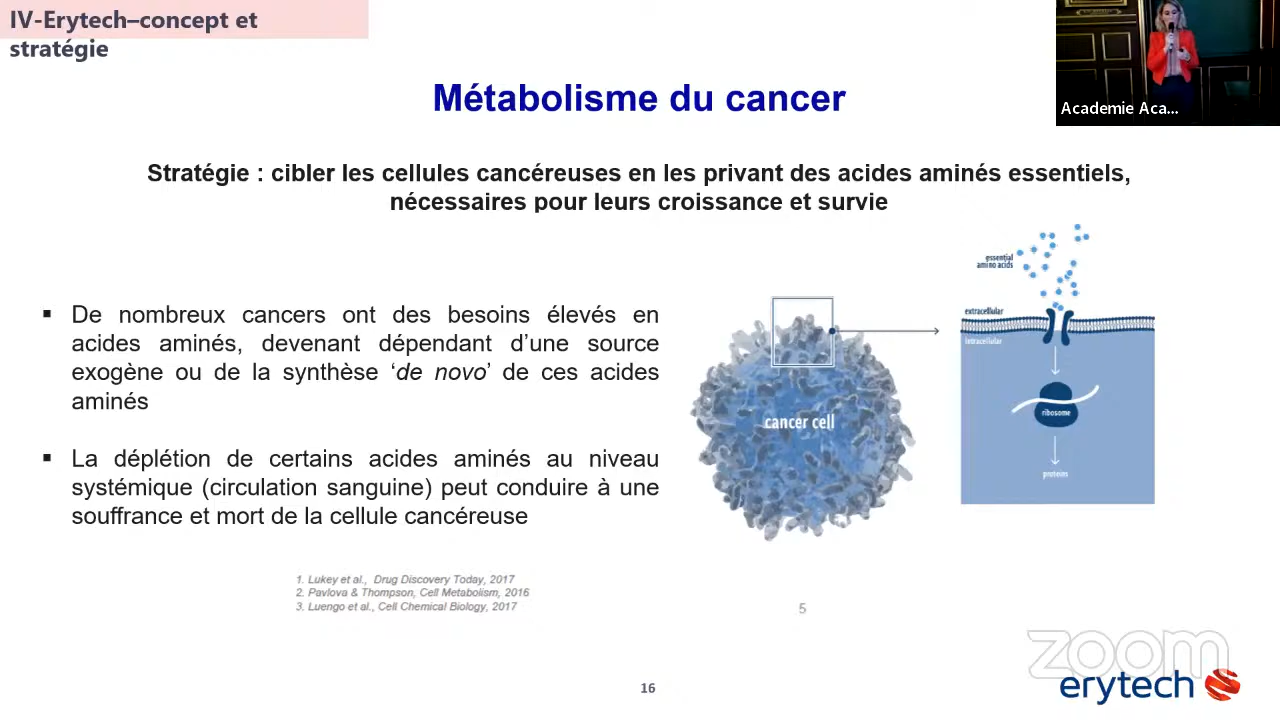 IV-Erytech–concept et
stratégie
Academie Aca...
Métabolisme du cancer
Stratégie : cibler les cellules cancéreuses en les privant des acides aminés essentiels,
nécessaires pour leurs croissance et survie
▪ De nombreux cancers ont des besoins élevés en
acides aminés, devenant dépendant d’une source
exogène ou de la synthèse ‘de novo’ de ces acides
aminés
▪ La déplétion de certains acides aminés au niveau
systémique (circulation sanguine) peut conduire à une
souffrance et mort de la cellule cancéreuse
cancer cell
essential
amino acids
extracellular
intracellular
ribosome
proteins
1. Lukey et al., Drug Discovery Today, 2017
2. Pavlova & Thompson, Cell Metabolism, 2016
3. Luengo et al., Cell Chemical Biology, 2017
5
zoom
erytech
16